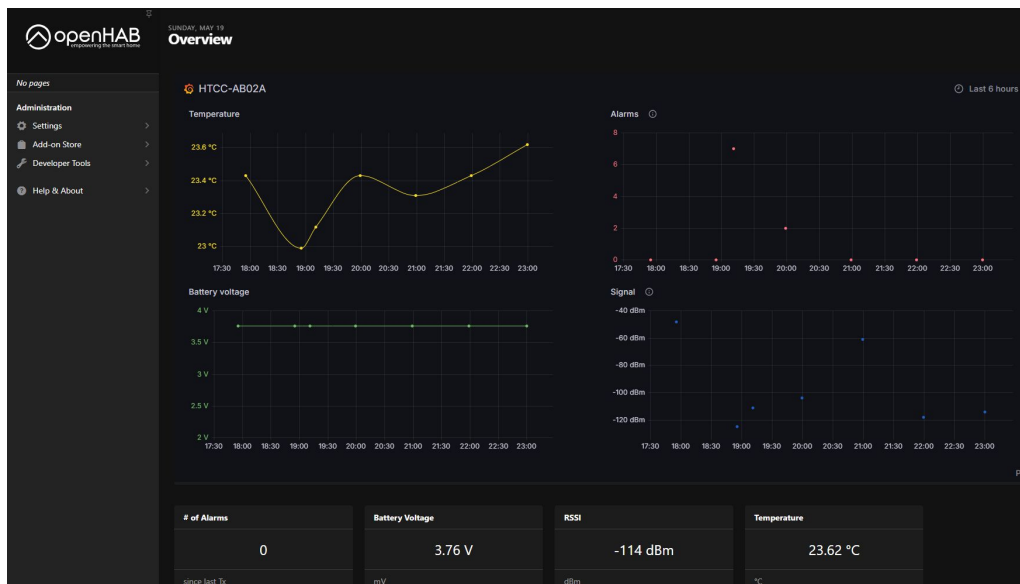 openHAB
empowering the smart home
SUNDAY, MAY 19
Overview
No pages
Administration
Settings
Add-on Store
Developer Tools
Help & About
HTCC-AB02A
Last 6 hours
Temperature
23.6 °C
23.4 °C
23.2 °C
23 °C
17:30 18:00 18:30 19:00 19:30 20:00 20:30 21:00 21:30 22:00 22:30 23:00
Alarms
8
6
4
2
0
17:30 18:00 18:30 19:00 19:30 20:00 20:30 21:00 21:30 22:00 22:30 23:00
Battery voltage
4 V
3.5 V
3 V
2.5 V
2 V
17:30 18:00 18:30 19:00 19:30 20:00 20:30 21:00 21:30 22:00 22:30 23:00
Signal
-40 dBm
-60 dBm
-80 dBm
-100 dBm
-120 dBm
17:30 18:00 18:30 19:00 19:30 20:00 20:30 21:00 21:30 22:00 22:30 23:00
# of Alarms
0
since last Tx
Battery Voltage
3.76 V
mV
RSSI
-114 dBm
dBm
Temperature
23.62 °C
°C